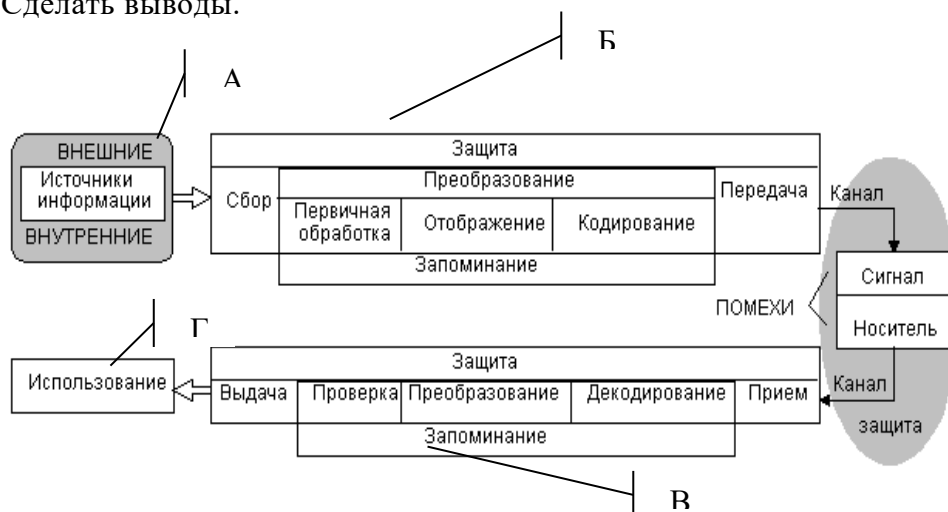 Сделать выводы.
Б
А
ВНЕШНИЕ
Источники
информации
ВНУТРЕННИЕ
Защита
Сбор
Преобразование
Первичная
обработка
Отображение
Кодирование
Запоминание
Передача
Канал
Сигнал
Носитель
ПОМЕХИ
Канал
защита
Г
Использование
Защита
Выдача
Проверка
Преобразование
Декодирование
Прием
Запоминание
В